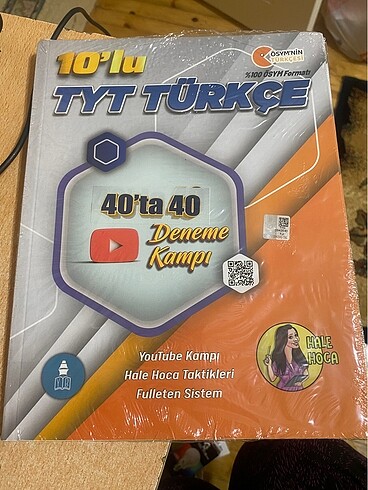 10'lu
ÖSYM'NİN
TÜRKÇESİ
%100 ÖSYM Formatı
TYT TÜRKÇE
40'ta 40
Deneme
Kampı
HALE
HOCA
YouTube Kampı
Hale Hoca Taktikleri
Fulleten Sistem